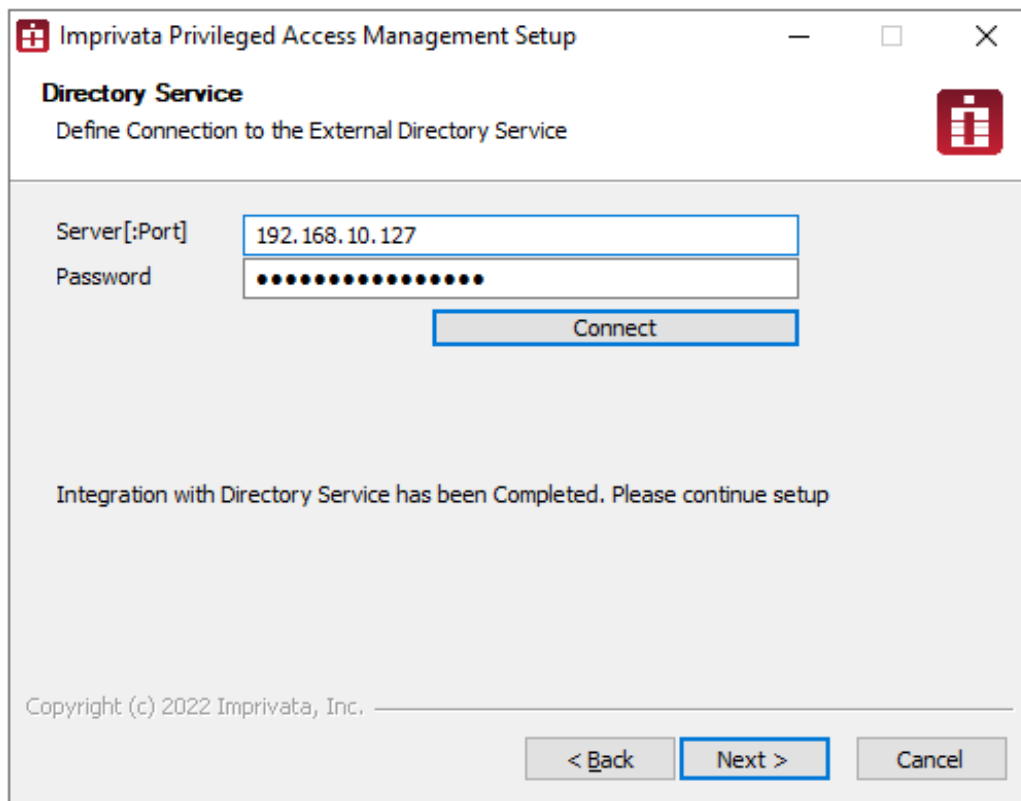 Imprivata Privileged Access Management Setup
Directory Service
Define Connection to the External Directory Service
Server[:Port] 192.168.10.127
Password ●●●●●●●●●●●●●●●●
Connect
Integration with Directory Service has been Completed. Please continue setup
Copyright (c) 2022 Imprivata, Inc.
< Back Next > Cancel